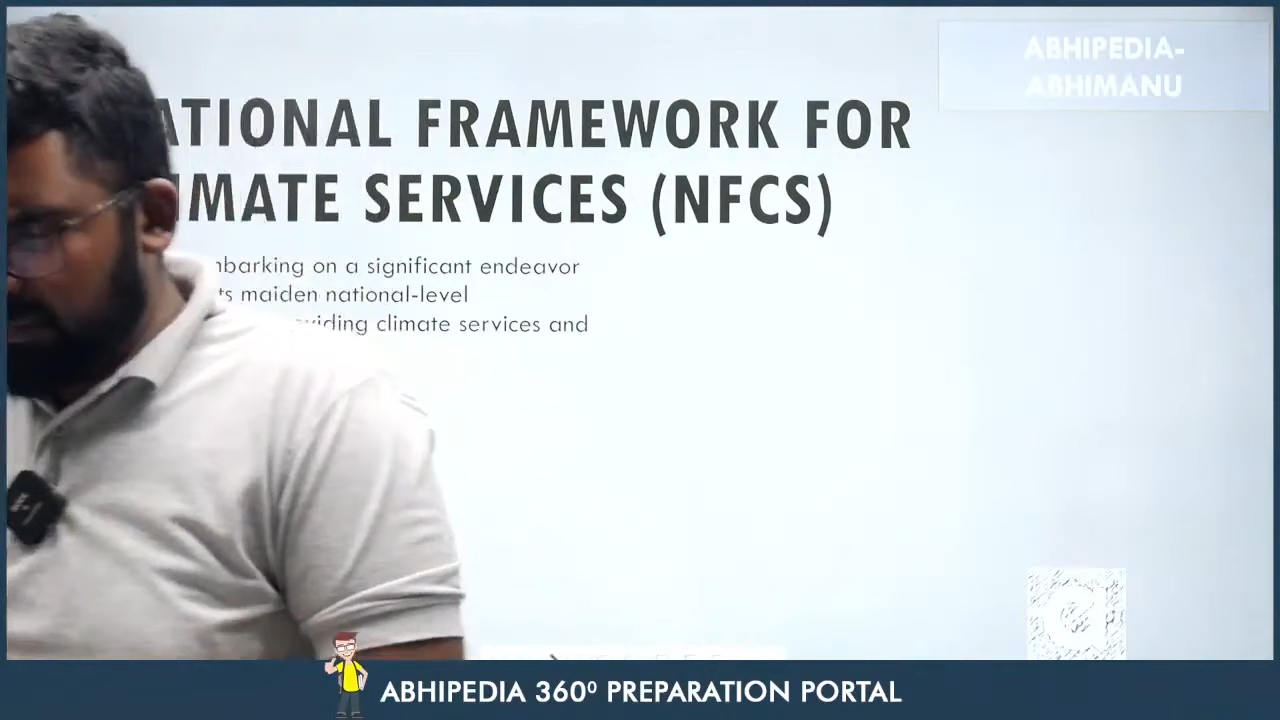 ABHIPEDIA-
ABHIMANU
ATIONAL FRAMEWORK FOR
IMATE SERVICES (NFCS)
mbarking on a significant endeavor
ts maiden national-level
viding climate services and
ABHIPEDIA 360⁰ PREPARATION PORTAL